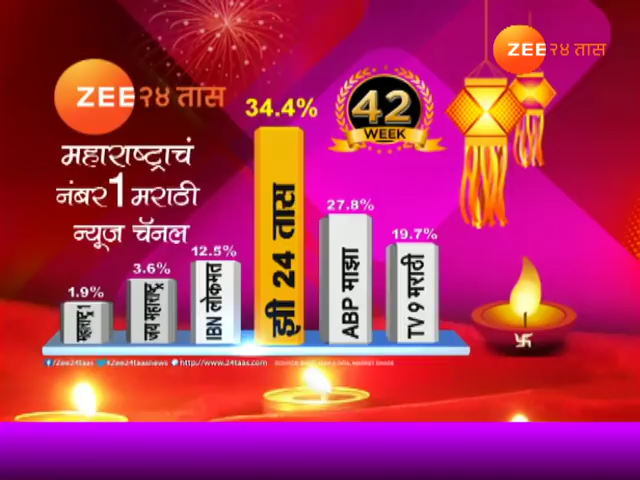 ZEE २४ तास
ZEE २४ तास
महाराष्ट्राचं
नंबर 1 मराठी
न्यूज चॅनल
34.4%
42
WEEK
27.8%
19.7%
12.5%
3.6%
1.9%
महाराष्ट्र 1
जय महाराष्ट्र
IBN लोकमत
झी 24 तास
ABP माझा
TV 9 मराठी
/Zee24taas
#Zee24taasnews
http://www.24taas.com